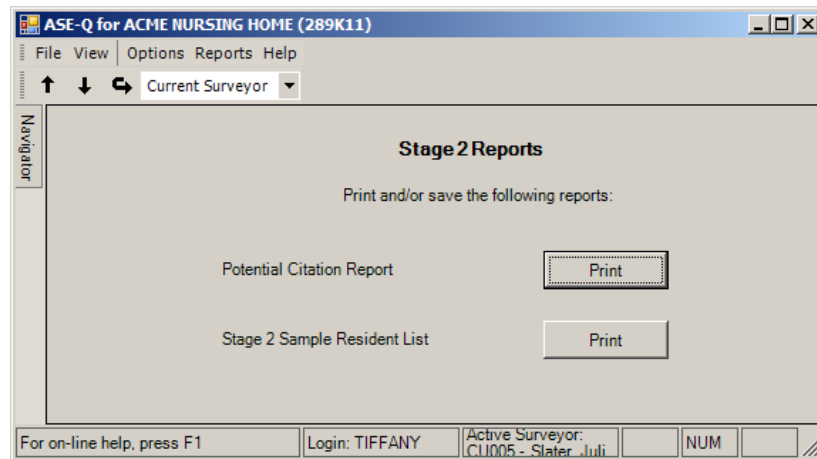 ASE-Q for ACME NURSING HOME (289K11)
File View Options Reports Help
Current Surveyor
Navigator
Stage 2 Reports
Print and/or save the following reports:
Potential Citation Report Print
Stage 2 Sample Resident List Print
For on-line help, press F1 Login: TIFFANY Active Surveyor: NUM
CU005 - Slater, Juli